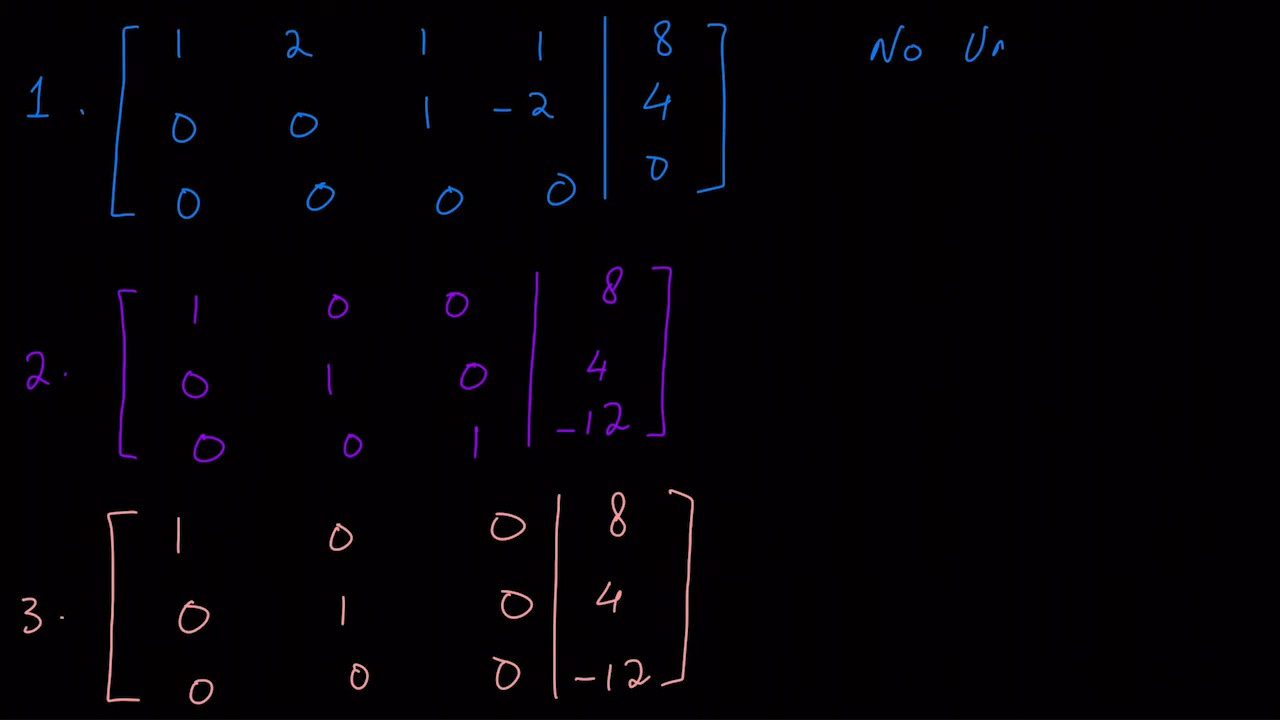 1. [ 1 2 1 1 | 8 ] No Un
0 0 1 -2 | 4
0 0 0 0 | 0
2. [ 1 0 0 | 8 ]
0 1 0 | 4
0 0 1 | -12
3. [ 1 0 0 | 8 ]
0 1 0 | 4
0 0 0 | -12